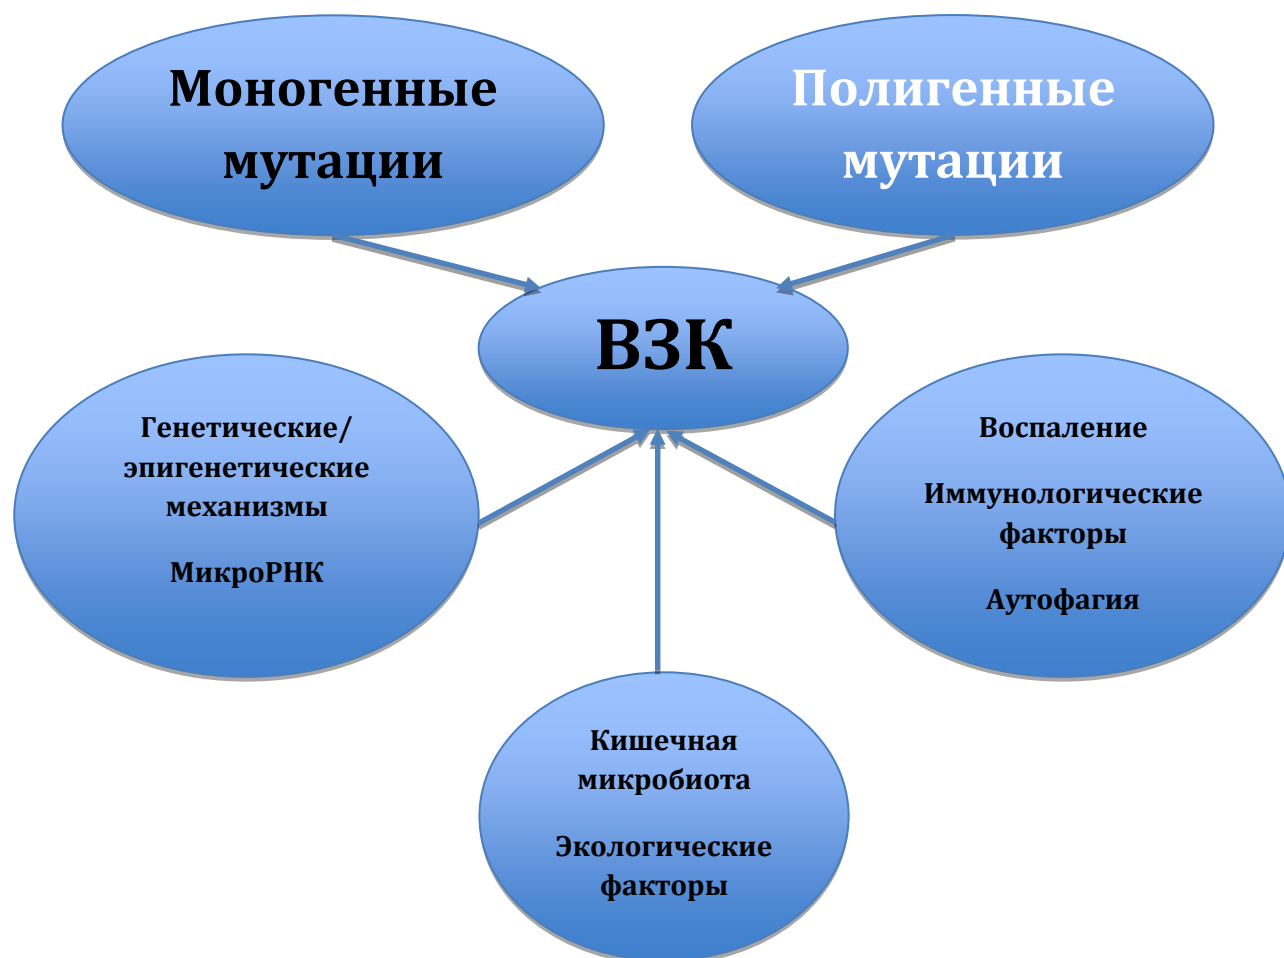 Моногенные
мутации
Полигенные
мутации
ВЗК
Генетические/
эпигенетические
механизмы
МикроРНК
Воспаление
Иммунологические
факторы
Аутофагия
Кишечная
микробиота
Экологические
факторы